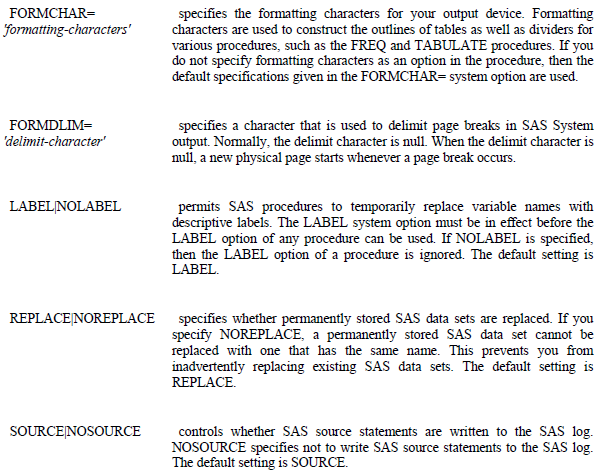 FORMCHAR= specifies the formatting characters for your output device. Formatting
'formatting-characters' characters are used to construct the outlines of tables as well as dividers for
various procedures, such as the FREQ and TABULATE procedures. If you
do not specify formatting characters as an option in the procedure, then the
default specifications given in the FORMCHAR= system option are used.
FORMDLIM= specifies a character that is used to delimit page breaks in SAS System
'delimit-character' output. Normally, the delimit character is null. When the delimit character is
null, a new physical page starts whenever a page break occurs.
LABEL|NOLABEL permits SAS procedures to temporarily replace variable names with
descriptive labels. The LABEL system option must be in effect before the
LABEL option of any procedure can be used. If NOLABEL is specified,
then the LABEL option of a procedure is ignored. The default setting is
LABEL.
REPLACE|NOREPLACE specifies whether permanently stored SAS data sets are replaced. If you
specify NOREPLACE, a permanently stored SAS data set cannot be
replaced with one that has the same name. This prevents you from
inadvertently replacing existing SAS data sets. The default setting is
REPLACE.
SOURCE|NOSOURCE controls whether SAS source statements are written to the SAS log.
NOSOURCE specifies not to write SAS source statements to the SAS log.
The default setting is SOURCE.